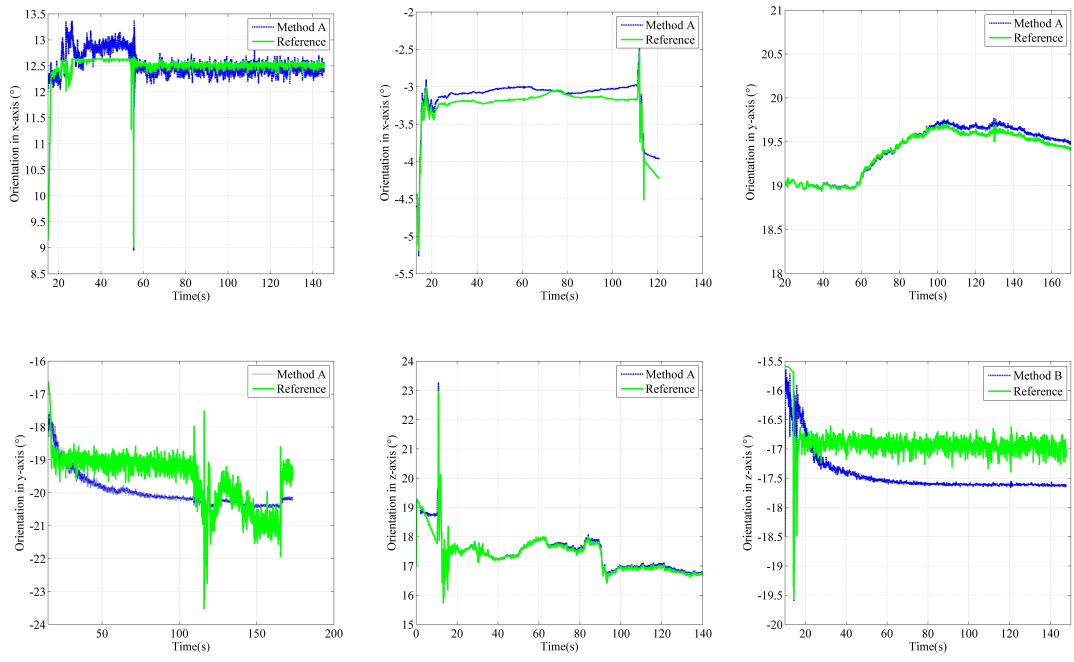 13.5
13
12.5
12
11.5
11
10.5
10
9.5
9
8.5
20 40 60 80 100 120 140
Time(s)
Orientation in x-axis (°)
Method A
Reference
-2
-2.5
-3
-3.5
-4
-4.5
-5
-5.5
20 40 60 80 100 120 140
Time(s)
Orientation in x-axis (°)
Method A
Reference
21
20.5
20
19.5
19
18.5
18
20 40 60 80 100 120 140 160
Time(s)
Orientation in y-axis (°)
Method A
Reference
-16
-17
-18
-19
-20
-21
-22
-23
-24
50 100 150 200
Time(s)
Orientation in y-axis (°)
Method A
Reference
24
23
22
21
20
19
18
17
16
15
0 20 40 60 80 100 120 140
Time(s)
Orientation in z-axis (°)
Method A
Reference
-15.5
-16
-16.5
-17
-17.5
-18
-18.5
-19
-19.5
-20
20 40 60 80 100 120 140
Time(s)
Orientation in z-axis (°)
Method B
Reference